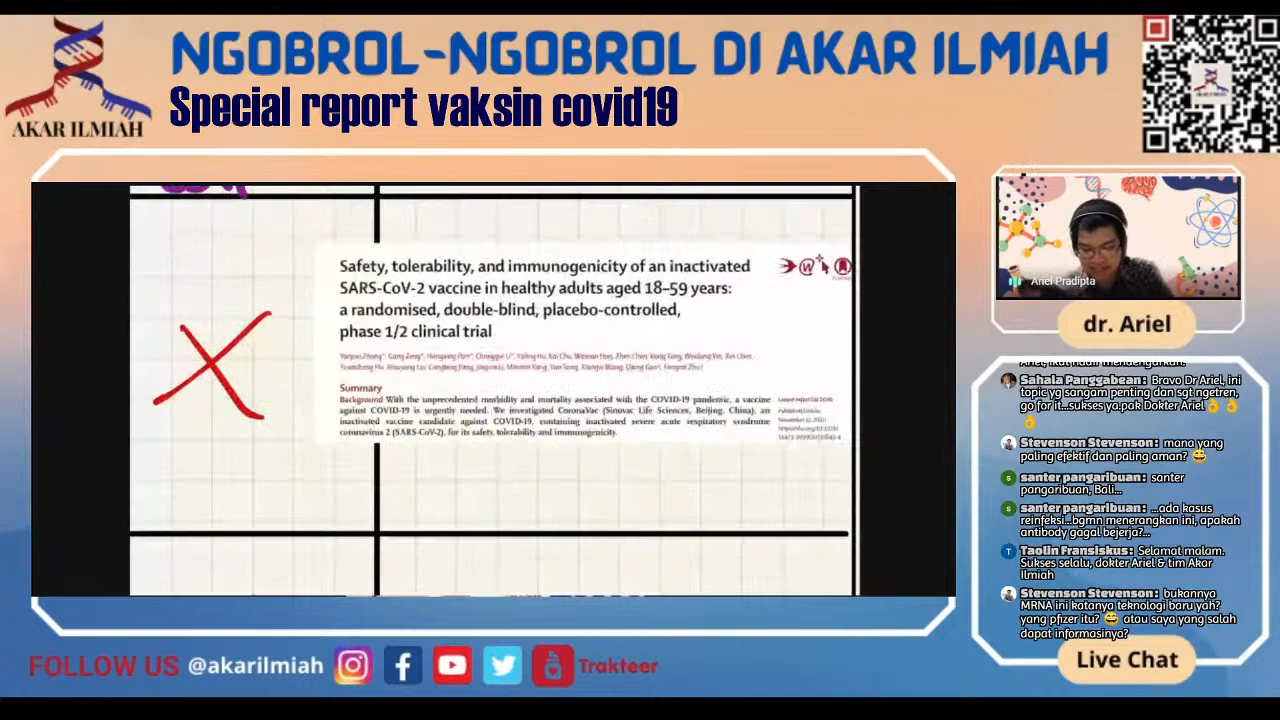 NGOBROL-NGOBROL DI AKAR ILMIAH
Special report vaksin covid19
AKAR ILMIAH
Safety, tolerability, and immunogenicity of an inactivated
SARS-CoV-2 vaccine in healthy adults aged 18–59 years:
a randomised, double-blind, placebo-controlled,
phase 1/2 clinical trial
Summary
Background With the unprecedented morbidity and mortality associated with the COVID-19 pandemic, a vaccine
against COVID-19 is urgently needed. We investigated CoronaVac (Sinovac Life Sciences, Beijing, China), an
inactivated vaccine candidate against COVID-19, containing inactivated severe acute respiratory syndrome
coronavirus 2 (SARS-CoV-2), for its safety, tolerability and immunogenicity.
Ariel Pradipta
dr. Ariel
Sahala Panggabean: Bravo Dr Ariel, ini
topic yg sangam penting dan sgt ngetren,
go for it...sukses ya.pak Dokter Ariel👌 👌
👌
Stevenson Stevenson: mana yang
paling efektif dan paling aman? 😅
santer pangaribuan: santer
pangaribuan, Bali...
santer pangaribuan: ...ada kasus
reinfeksi...bgmn menerangkan ini, apakah
antibody gagal bejerja?...
Taolin Fransiskus: Selamat malam.
Sukses selalu, dokter Ariel & tim Akar
Ilmiah
Stevenson Stevenson: bukannya
MRNA ini katanya teknologi baru yah?
yang pfizer itu? 😅 atau saya yang salah
dapat informasinya?
Live Chat
FOLLOW US @akarilmiah Trakteer